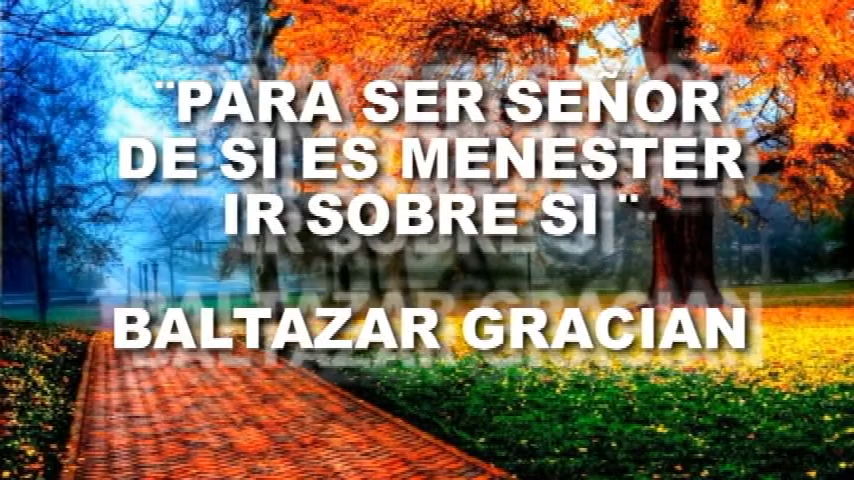 ¨PARA SER SEÑOR
DE SI ES MENESTER
IR SOBRE SI ¨
BALTAZAR GRACIAN